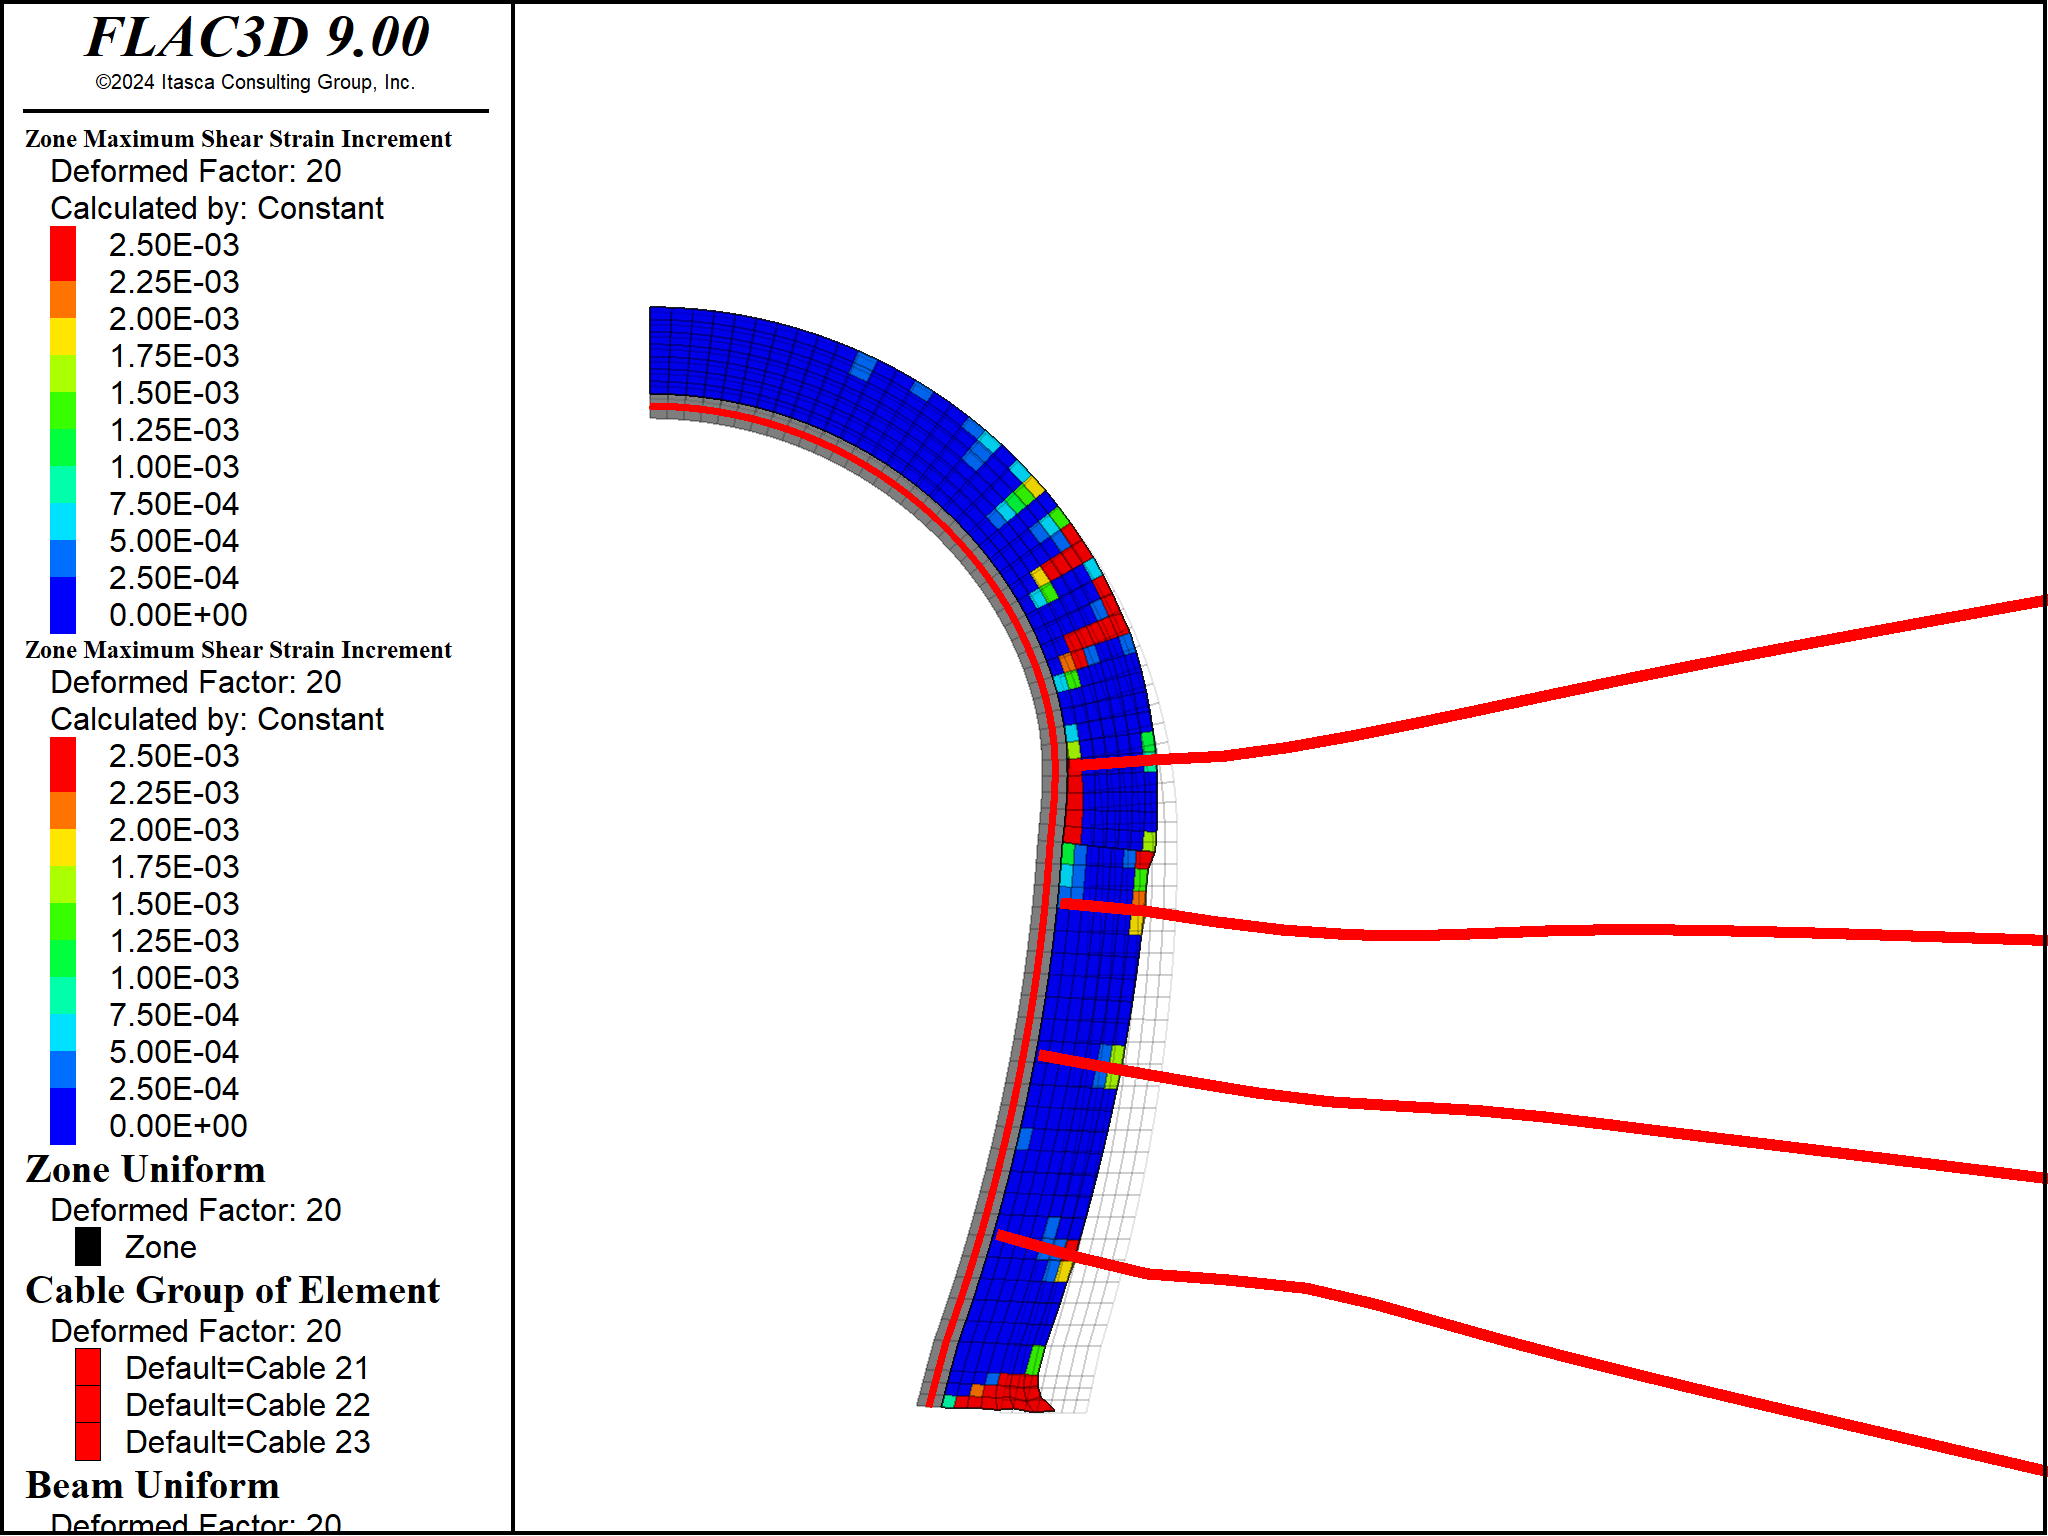 FLAC3D 9.00
©2024 Itasca Consulting Group, Inc.
Zone Maximum Shear Strain Increment
Deformed Factor: 20
Calculated by: Constant
2.50E-03
2.25E-03
2.00E-03
1.75E-03
1.50E-03
1.25E-03
1.00E-03
7.50E-04
5.00E-04
2.50E-04
0.00E+00
Zone Maximum Shear Strain Increment
Deformed Factor: 20
Calculated by: Constant
2.50E-03
2.25E-03
2.00E-03
1.75E-03
1.50E-03
1.25E-03
1.00E-03
7.50E-04
5.00E-04
2.50E-04
0.00E+00
Zone Uniform
Deformed Factor: 20
Zone
Cable Group of Element
Deformed Factor: 20
Default=Cable 21
Default=Cable 22
Default=Cable 23
Beam Uniform
Deformed Factor: 20